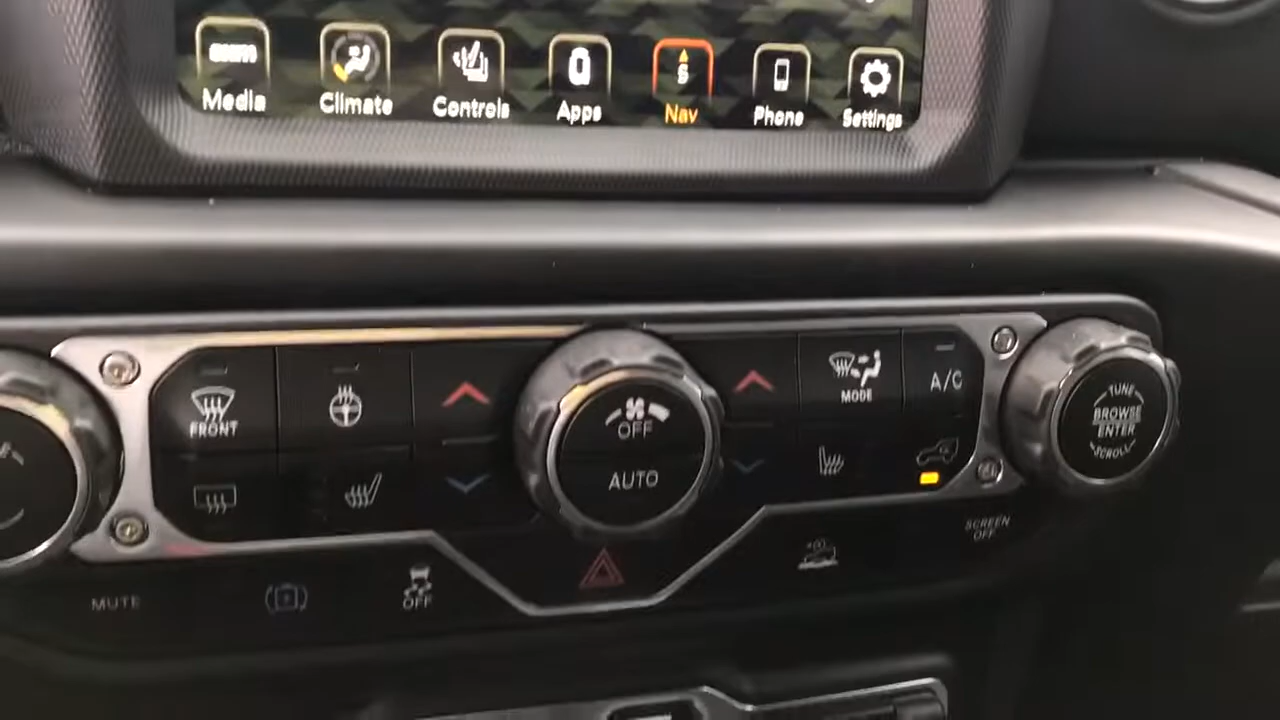 Media
Climate
Controls
Apps
Nav
Phone
Settings
FRONT
OFF
AUTO
MODE
A/C
TUNE
BROWSE
ENTER
SCROLL
MUTE
OFF
SCREEN
OFF